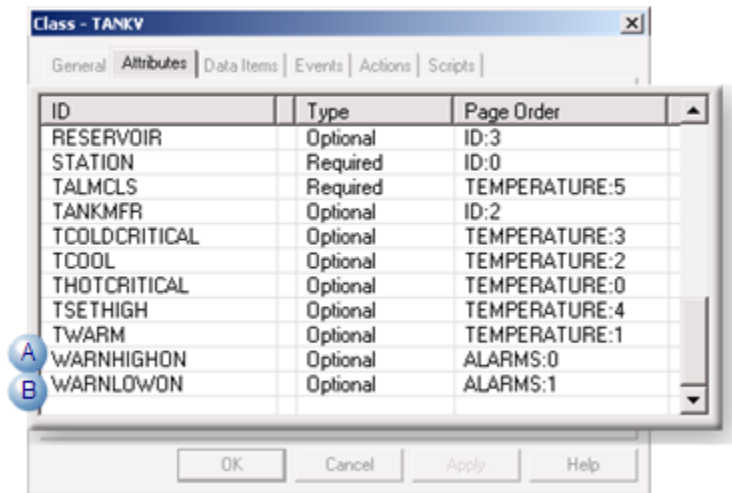 Class - TANKV
General Attributes Data Items Events Actions Scripts
ID Type Page Order
RESERVOIR Optional ID:3
STATION Required ID:0
TALMCLS Required TEMPERATURE:5
TANKMFR Optional ID:2
TCOLDCRITICAL Optional TEMPERATURE:3
TCOOL Optional TEMPERATURE:2
THOTCRITICAL Optional TEMPERATURE:0
TSETHIGH Optional TEMPERATURE:4
TWARM Optional TEMPERATURE:1
A WARNHIGHON Optional ALARMS:0
B WARNLOWON Optional ALARMS:1
OK Cancel Apply Help